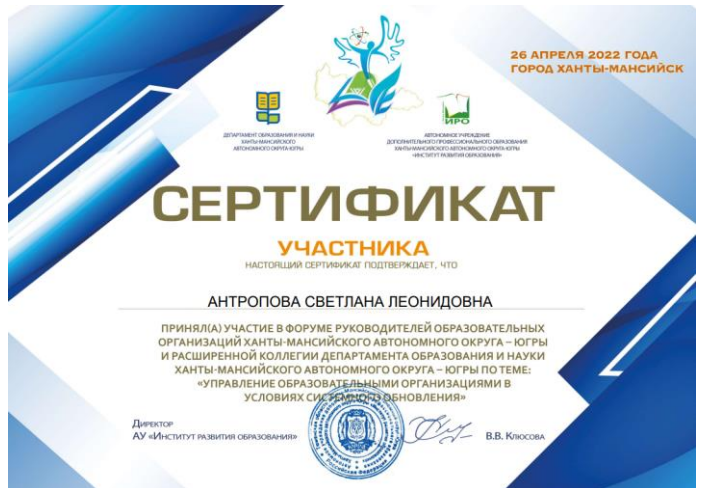 26 АПРЕЛЯ 2022 ГОДА
ГОРОД ХАНТЫ-МАНСИЙСК
ДЕПАРТАМЕНТ ОБРАЗОВАНИЯ И НАУКИ
ХАНТЫ-МАНСИЙСКОГО
АВТОНОМНОГО ОКРУГА-ЮГРЫ
ИРО
АВТОНОМНОЕ УЧРЕЖДЕНИЕ
ДОПОЛНИТЕЛЬНОГО ПРОФЕССИОНАЛЬНОГО ОБРАЗОВАНИЯ
ХАНТЫ-МАНСИЙСКОГО АВТОНОМНОГО ОКРУГА-ЮГРЫ
«ИНСТИТУТ РАЗВИТИЯ ОБРАЗОВАНИЯ»
СЕРТИФИКАТ
УЧАСТНИКА
НАСТОЯЩИЙ СЕРТИФИКАТ ПОДТВЕРЖДАЕТ, ЧТО
АНТРОПОВА СВЕТЛАНА ЛЕОНИДОВНА
ПРИНЯЛ(А) УЧАСТИЕ В ФОРУМЕ РУКОВОДИТЕЛЕЙ ОБРАЗОВАТЕЛЬНЫХ
ОРГАНИЗАЦИЙ ХАНТЫ-МАНСИЙСКОГО АВТОНОМНОГО ОКРУГА – ЮГРЫ
И РАСШИРЕННОЙ КОЛЛЕГИИ ДЕПАРТАМЕНТА ОБРАЗОВАНИЯ И НАУКИ
ХАНТЫ-МАНСИЙСКОГО АВТОНОМНОГО ОКРУГА – ЮГРЫ ПО ТЕМЕ:
«УПРАВЛЕНИЕ ОБРАЗОВАТЕЛЬНЫМИ ОРГАНИЗАЦИЯМИ В
УСЛОВИЯХ СИСТЕМНОГО ОБНОВЛЕНИЯ»
ДИРЕКТОР
АУ «ИНСТИТУТ РАЗВИТИЯ ОБРАЗОВАНИЯ»
В.В. КЛЮСОВА